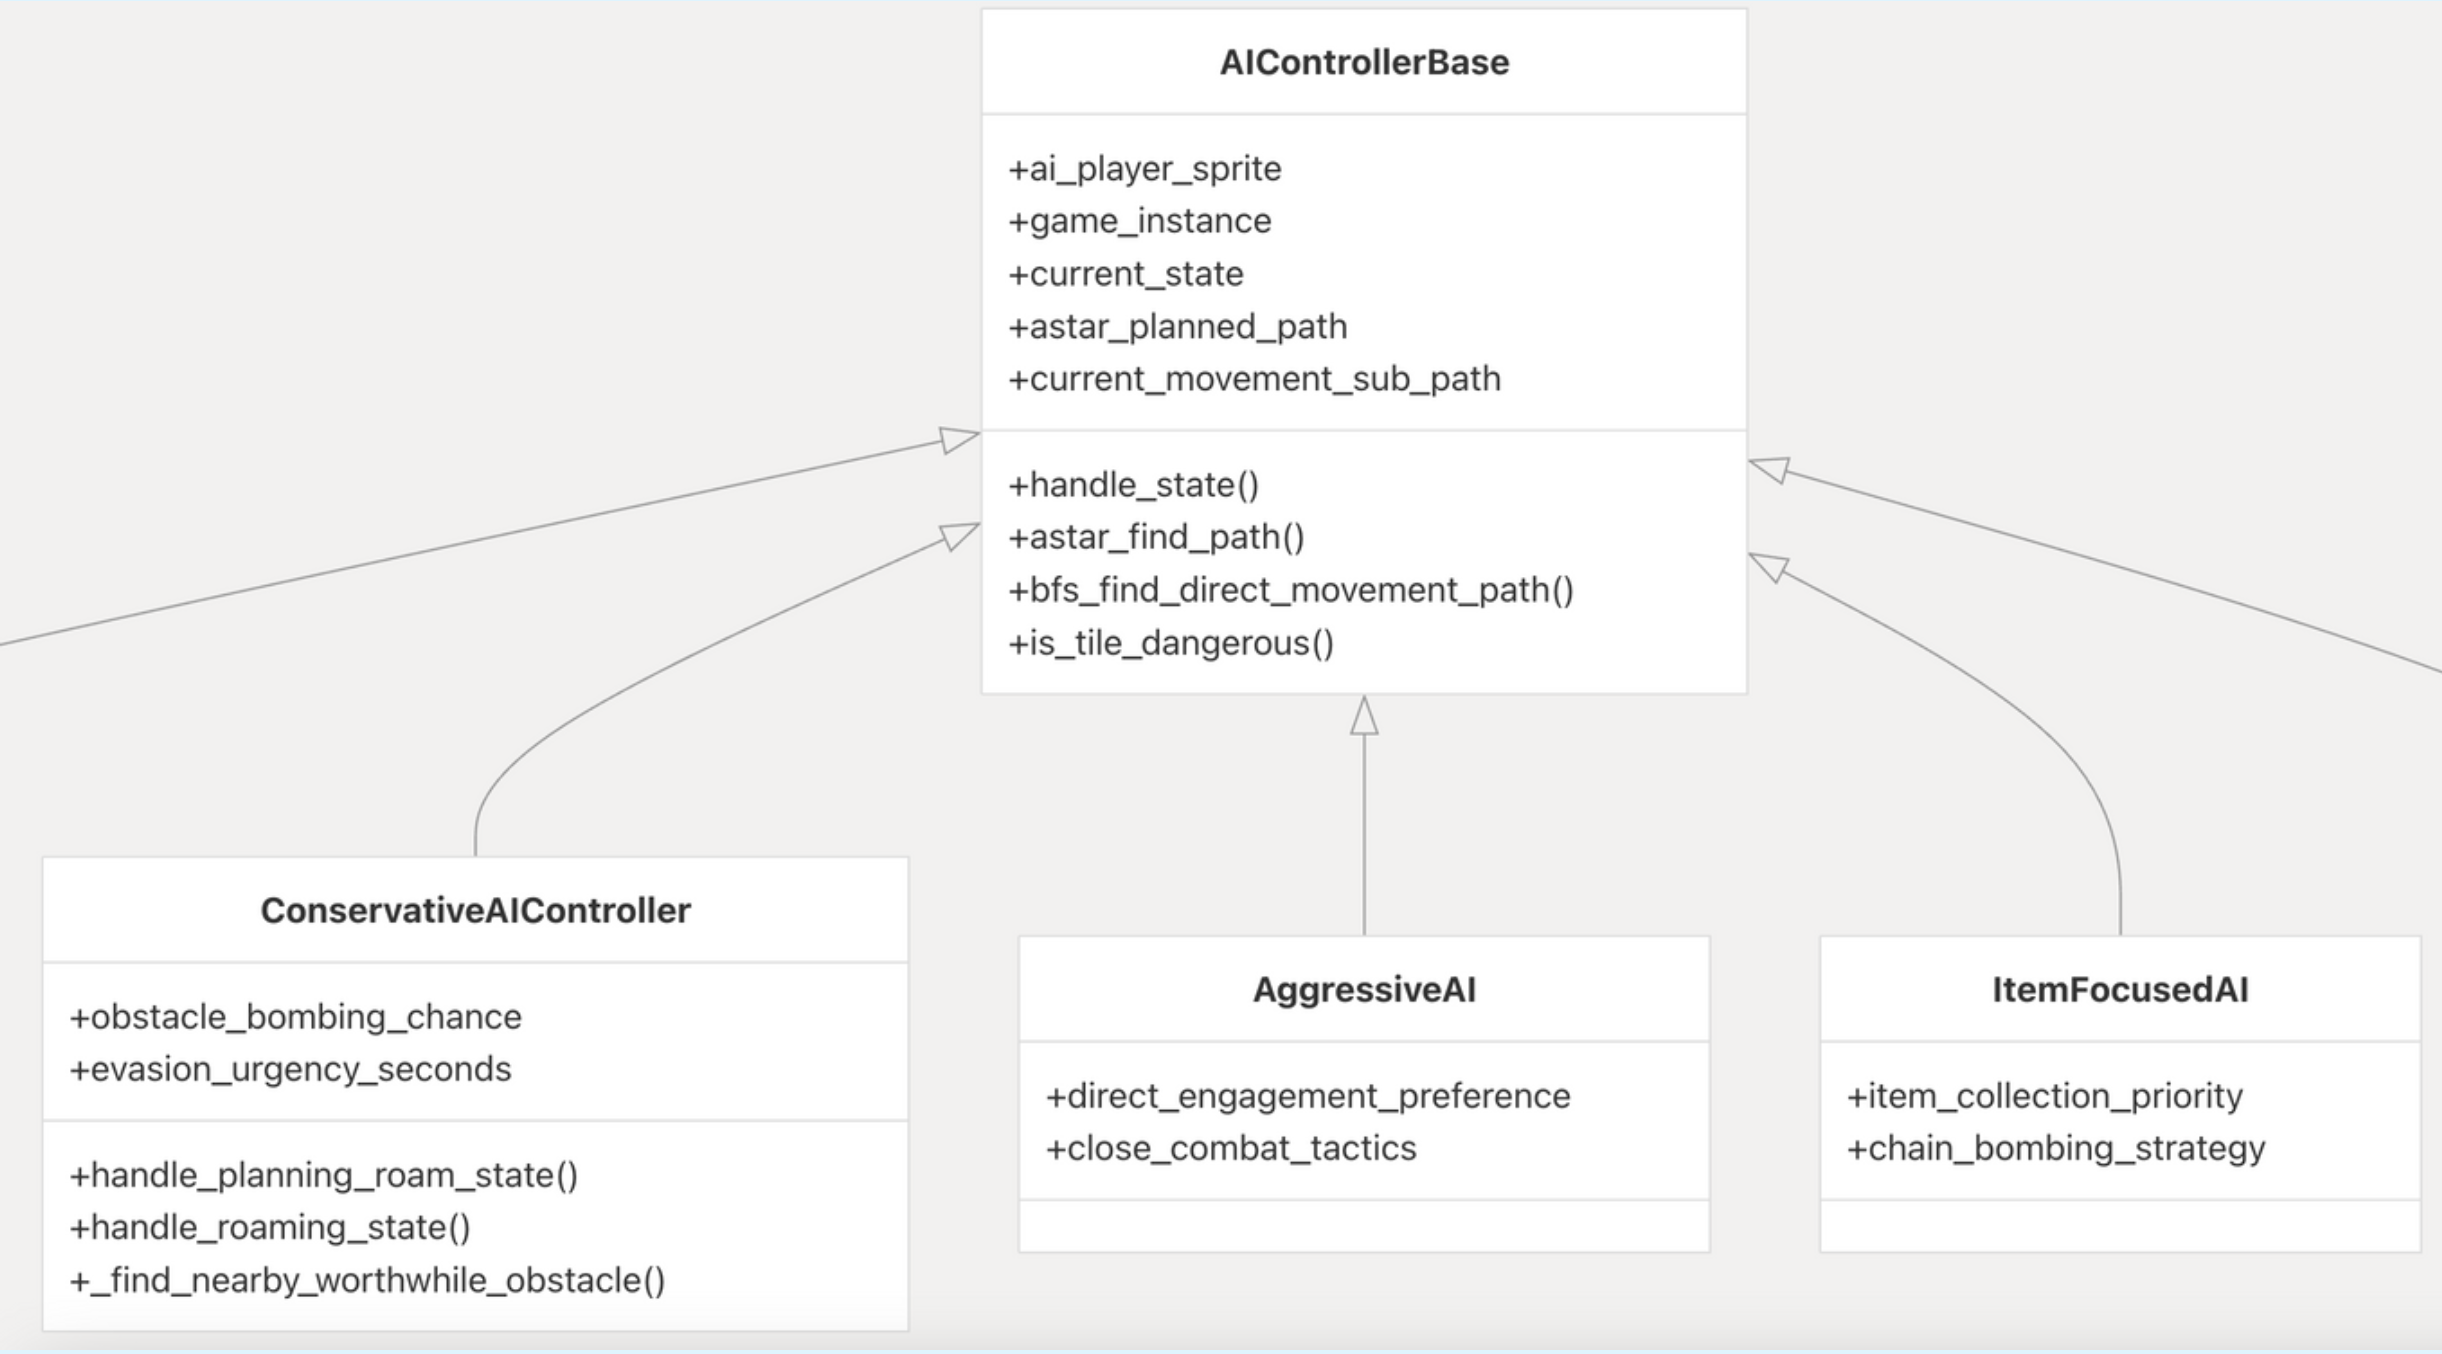 AIControllerBase
+ai_player_sprite
+game_instance
+current_state
+astar_planned_path
+current_movement_sub_path
+handle_state()
+astar_find_path()
+bfs_find_direct_movement_path()
+is_tile_dangerous()
ConservativeAIController
+obstacle_bombing_chance
+evasion_urgency_seconds
+handle_planning_roam_state()
+handle_roaming_state()
+_find_nearby_worthwhile_obstacle()
AggressiveAI
+direct_engagement_preference
+close_combat_tactics
ItemFocusedAI
+item_collection_priority
+chain_bombing_strategy